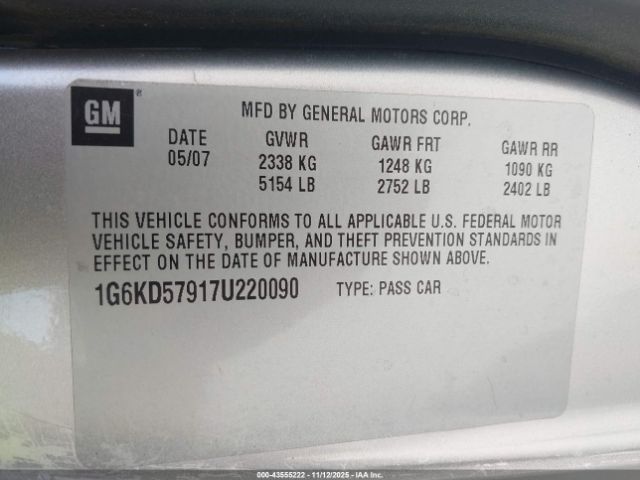 GM®
MFD BY GENERAL MOTORS CORP.
DATE GVWR GAWR FRT GAWR RR
05/07 2338 KG 1248 KG 1090 KG
5154 LB 2752 LB 2402 LB
THIS VEHICLE CONFORMS TO ALL APPLICABLE U.S. FEDERAL MOTOR
VEHICLE SAFETY, BUMPER, AND THEFT PREVENTION STANDARDS IN
EFFECT ON THE DATE OF MANUFACTURE SHOWN ABOVE.
1G6KD57917U220090 TYPE: PASS CAR
000-43555222 - 11/12/2025 - IAA Inc.